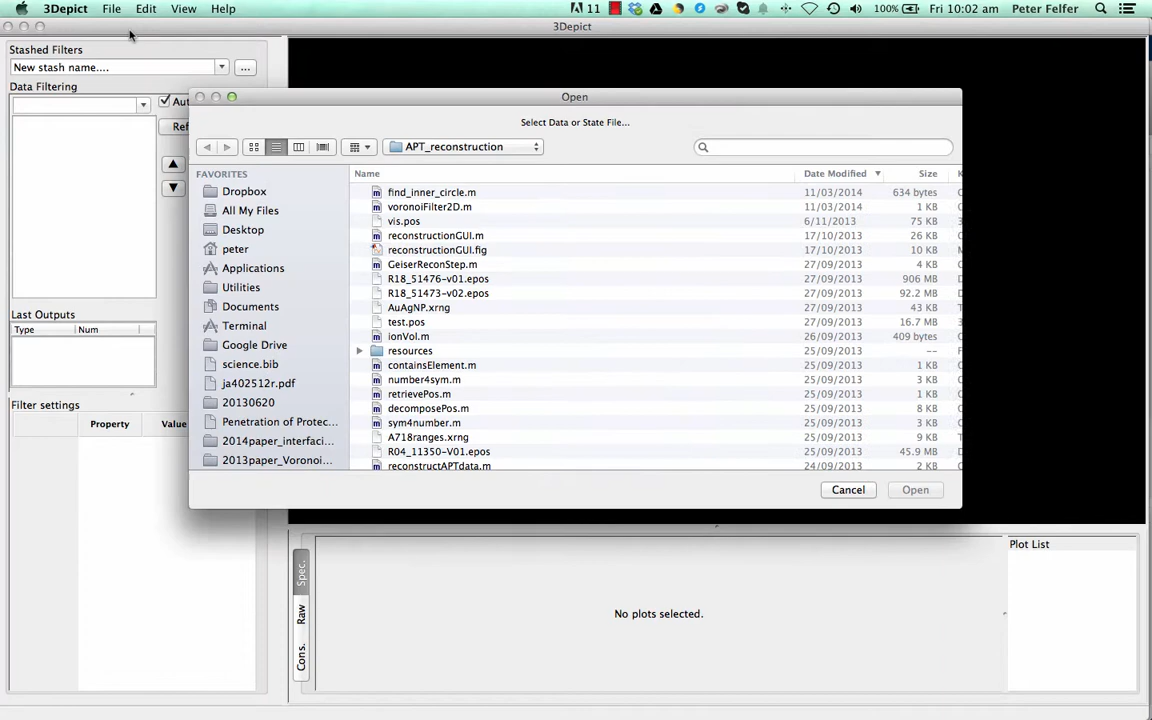 3Depict File Edit View Help 11 100% Fri 10:02 am Peter Felfer
3Depict
Stashed Filters
New stash name....
...
Data Filtering
Aut
Ref
Last Outputs
Type Num
Filter settings
Property Value
Open
Select Data or State File...
APT_reconstruction
FAVORITES
Dropbox
All My Files
Desktop
peter
Applications
Utilities
Documents
Terminal
Google Drive
science.bib
ja402512r.pdf
20130620
Penetration of Protec...
2014paper_interfaci...
2013paper_Voronoi...
Name Date Modified Size
find_inner_circle.m 11/03/2014 634 bytes
voronoiFilter2D.m 11/03/2014 1 KB
vis.pos 6/11/2013 75 KB
reconstructionGUI.m 17/10/2013 26 KB
reconstructionGUI.fig 17/10/2013 10 KB
GeiserReconStep.m 27/09/2013 4 KB
R18_51476-v01.epos 27/09/2013 906 MB
R18_51473-v02.epos 27/09/2013 92.2 MB
AuAgNP.xrng 27/09/2013 43 KB
test.pos 27/09/2013 16.7 MB
ionVol.m 26/09/2013 409 bytes
resources 25/09/2013 --
containsElement.m 25/09/2013 1 KB
number4sym.m 25/09/2013 3 KB
retrievePos.m 25/09/2013 1 KB
decomposePos.m 25/09/2013 8 KB
sym4number.m 25/09/2013 3 KB
A718ranges.xrng 25/09/2013 9 KB
R04_11350-V01.epos 25/09/2013 45.9 MB
reconstructAPTdata.m 24/09/2013 2 KB
Cancel Open
Spec.
Raw
Cons.
No plots selected.
Plot List